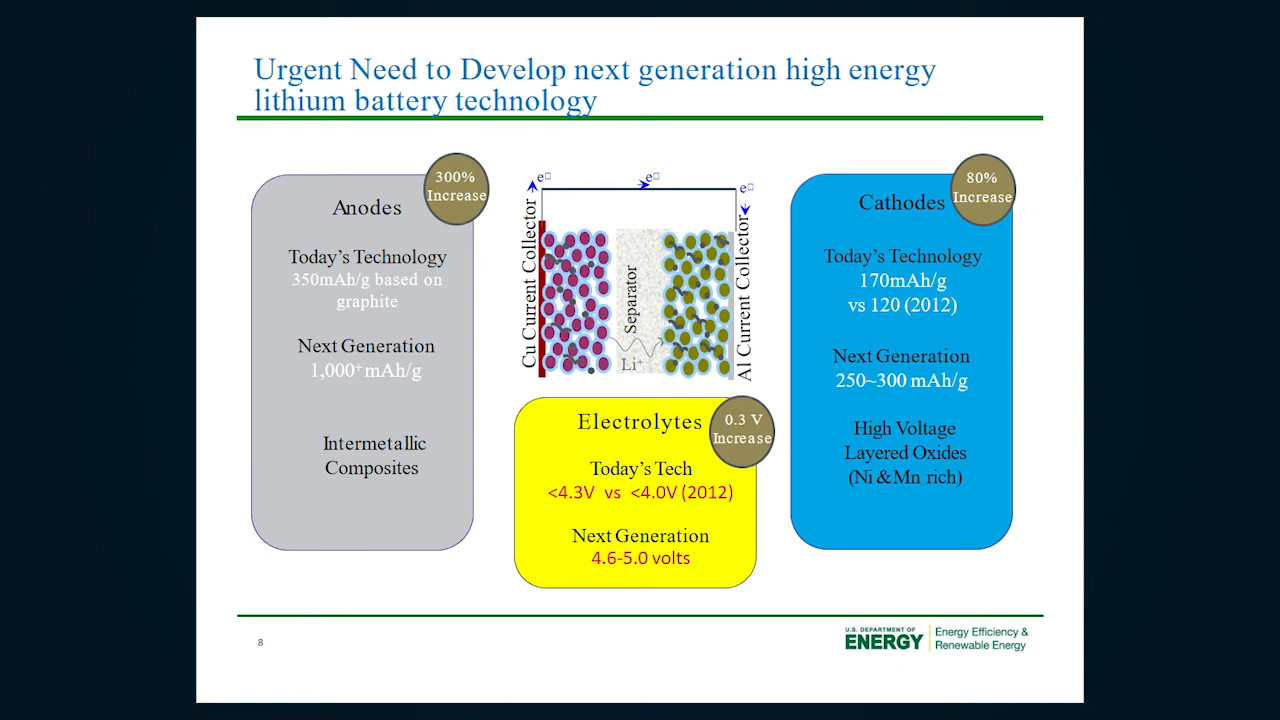 Urgent Need to Develop next generation high energy
lithium battery technology
300%
Increase
Anodes
Today's Technology
350mAh/g based on
graphite
Next Generation
1,000⁺mAh/g
Intermetallic
Composites
e□
e□
e□
Cu Current Collector
Separator
Li⁺
Al Current Collector
0.3 V
Increase
Electrolytes
Today's Tech
<4.3V vs <4.0V (2012)
Next Generation
4.6-5.0 volts
80%
Increase
Cathodes
Today's Technology
170mAh/g
vs 120 (2012)
Next Generation
250~300 mAh/g
High Voltage
Layered Oxides
(Ni &Mn rich)
8
U.S. DEPARTMENT OF
ENERGY
Energy Efficiency &
Renewable Energy